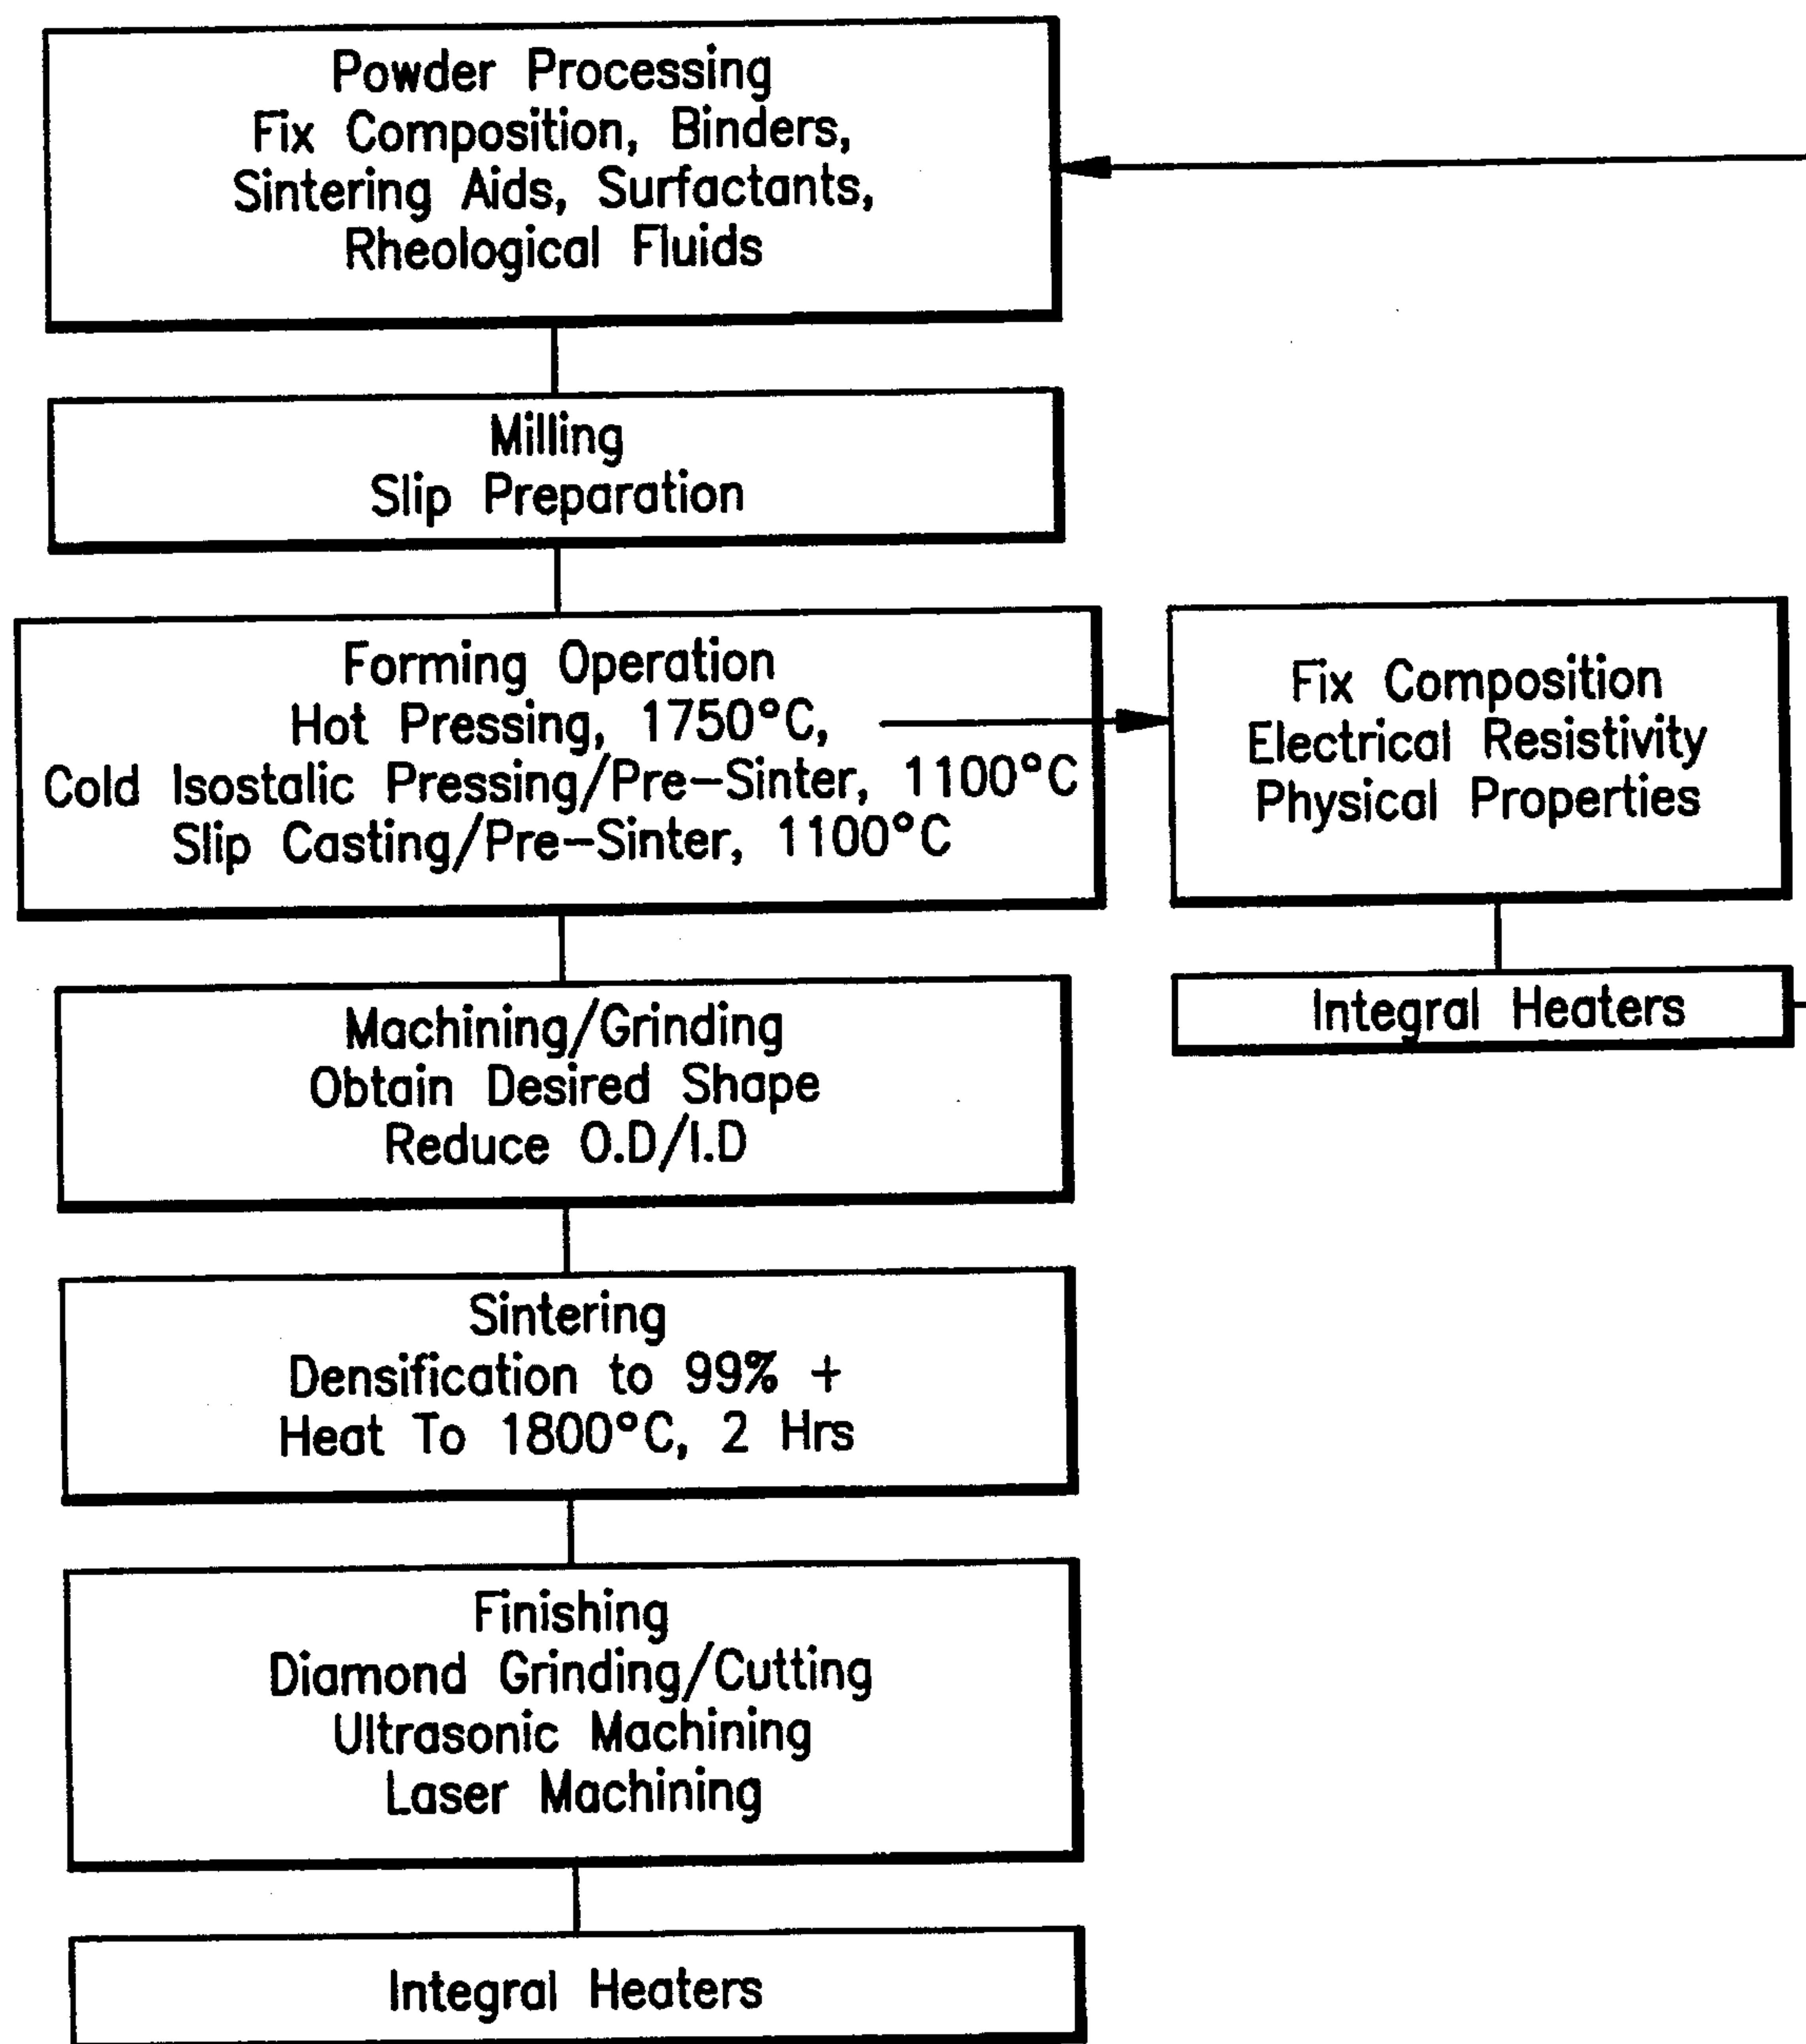 Powder Processing
Fix Composition, Binders,
Sintering Aids, Surfactants,
Rheological Fluids
Milling
Slip Preparation
Forming Operation
Hot Pressing, 1750°C,
Cold Isostalic Pressing/Pre-Sinter, 1100°C
Slip Casting/Pre-Sinter, 1100°C
Fix Composition
Electrical Resistivity
Physical Properties
Integral Heaters
Machining/Grinding
Obtain Desired Shape
Reduce O.D/I.D
Sintering
Densification to 99% +
Heat To 1800°C, 2 Hrs
Finishing
Diamond Grinding/Cutting
Ultrasonic Machining
Laser Machining
Integral Heaters